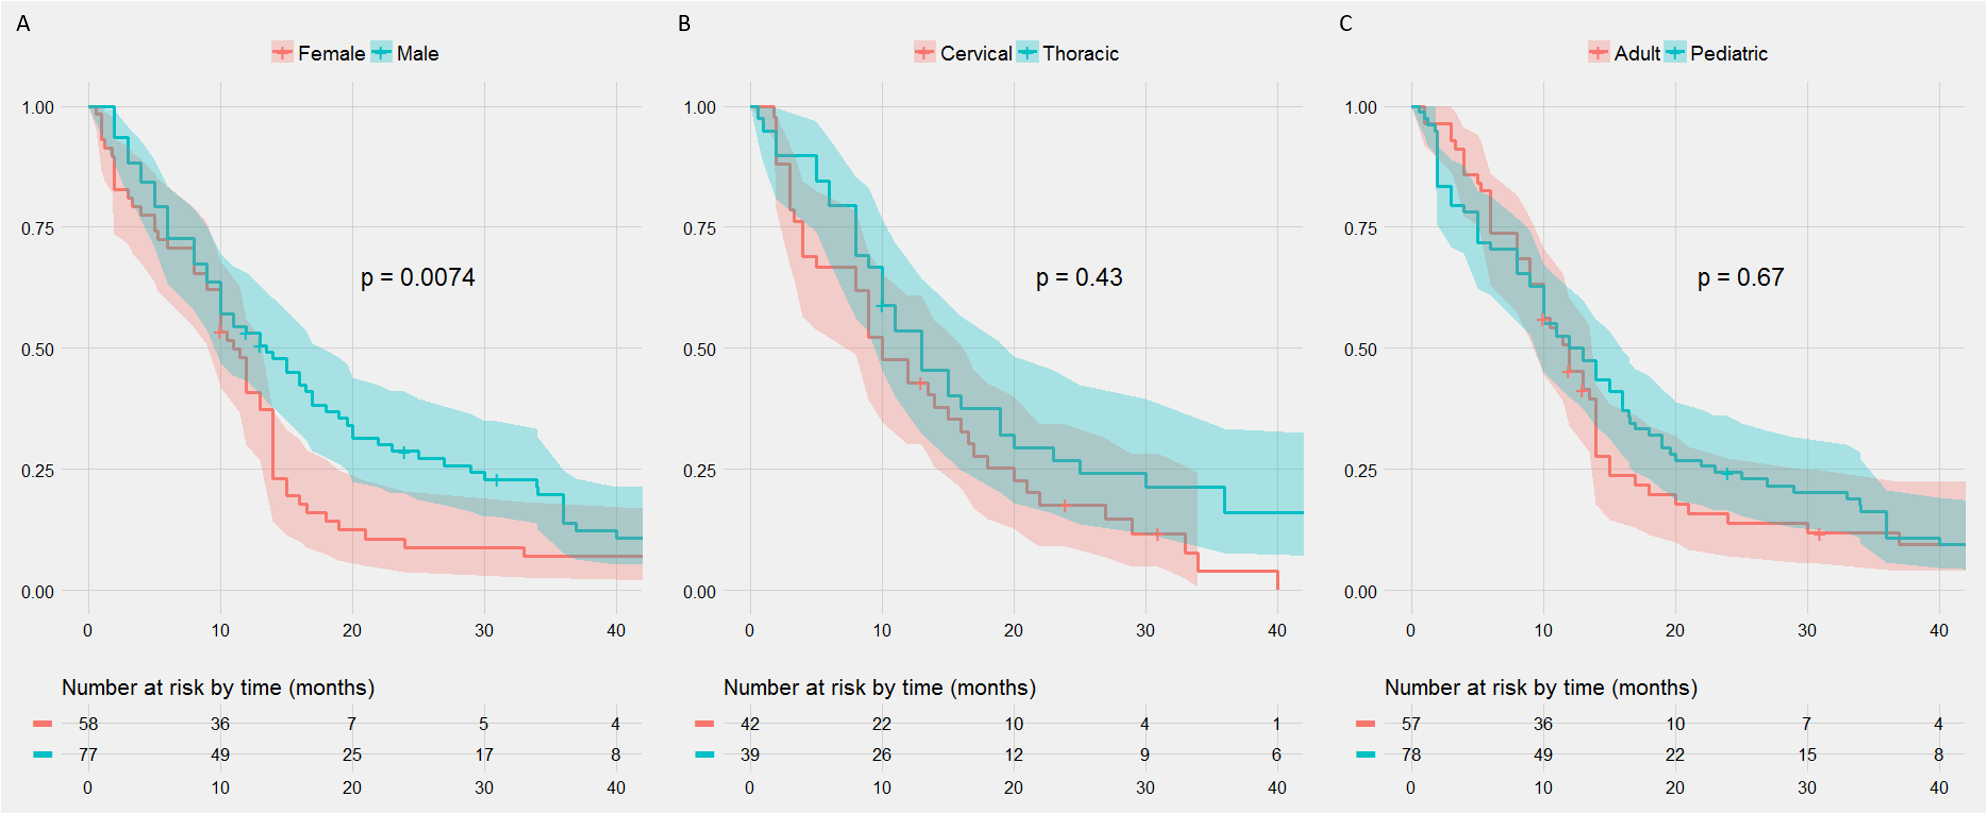 A
Female Male
1.00
0.75
0.50
0.25
0.00
p = 0.0074
0 10 20 30 40
Number at risk by time (months)
58 36 7 5 4
77 49 25 17 8
0 10 20 30 40
B
Cervical Thoracic
1.00
0.75
0.50
0.25
0.00
p = 0.43
0 10 20 30 40
Number at risk by time (months)
42 22 10 4 1
39 26 12 9 6
0 10 20 30 40
C
Adult Pediatric
1.00
0.75
0.50
0.25
0.00
p = 0.67
0 10 20 30 40
Number at risk by time (months)
57 36 10 7 4
78 49 22 15 8
0 10 20 30 40